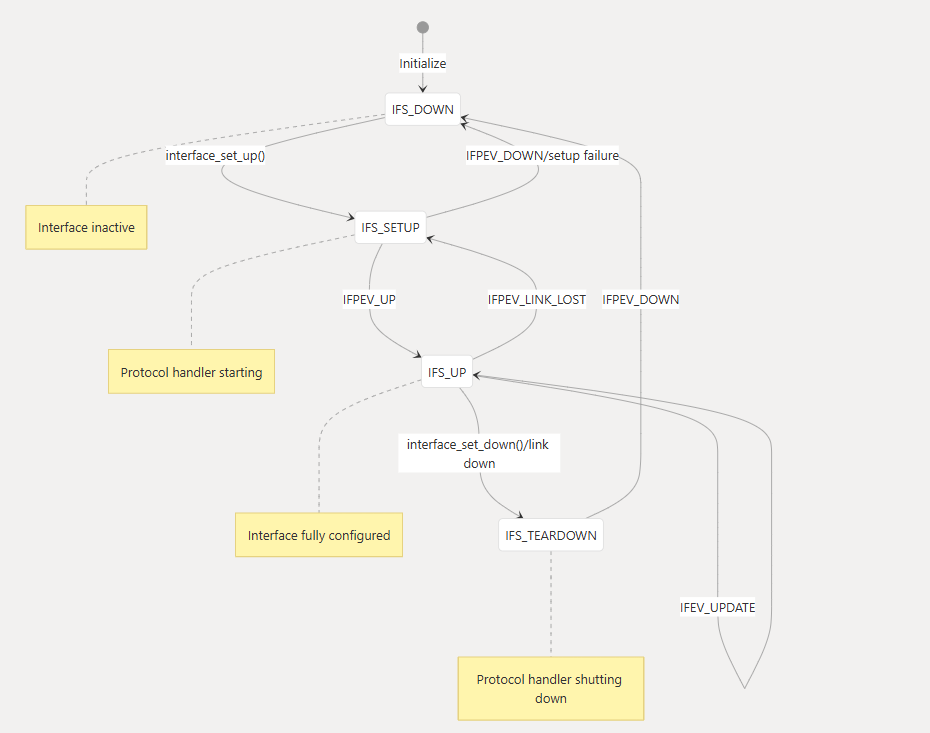 Initialize
IFS_DOWN
interface_set_up()
IFPEV_DOWN/setup failure
Interface inactive
IFS_SETUP
IFPEV_UP
IFPEV_LINK_LOST
IFPEV_DOWN
Protocol handler starting
IFS_UP
interface_set_down()/link
down
Interface fully configured
IFS_TEARDOWN
IFEV_UPDATE
Protocol handler shutting
down